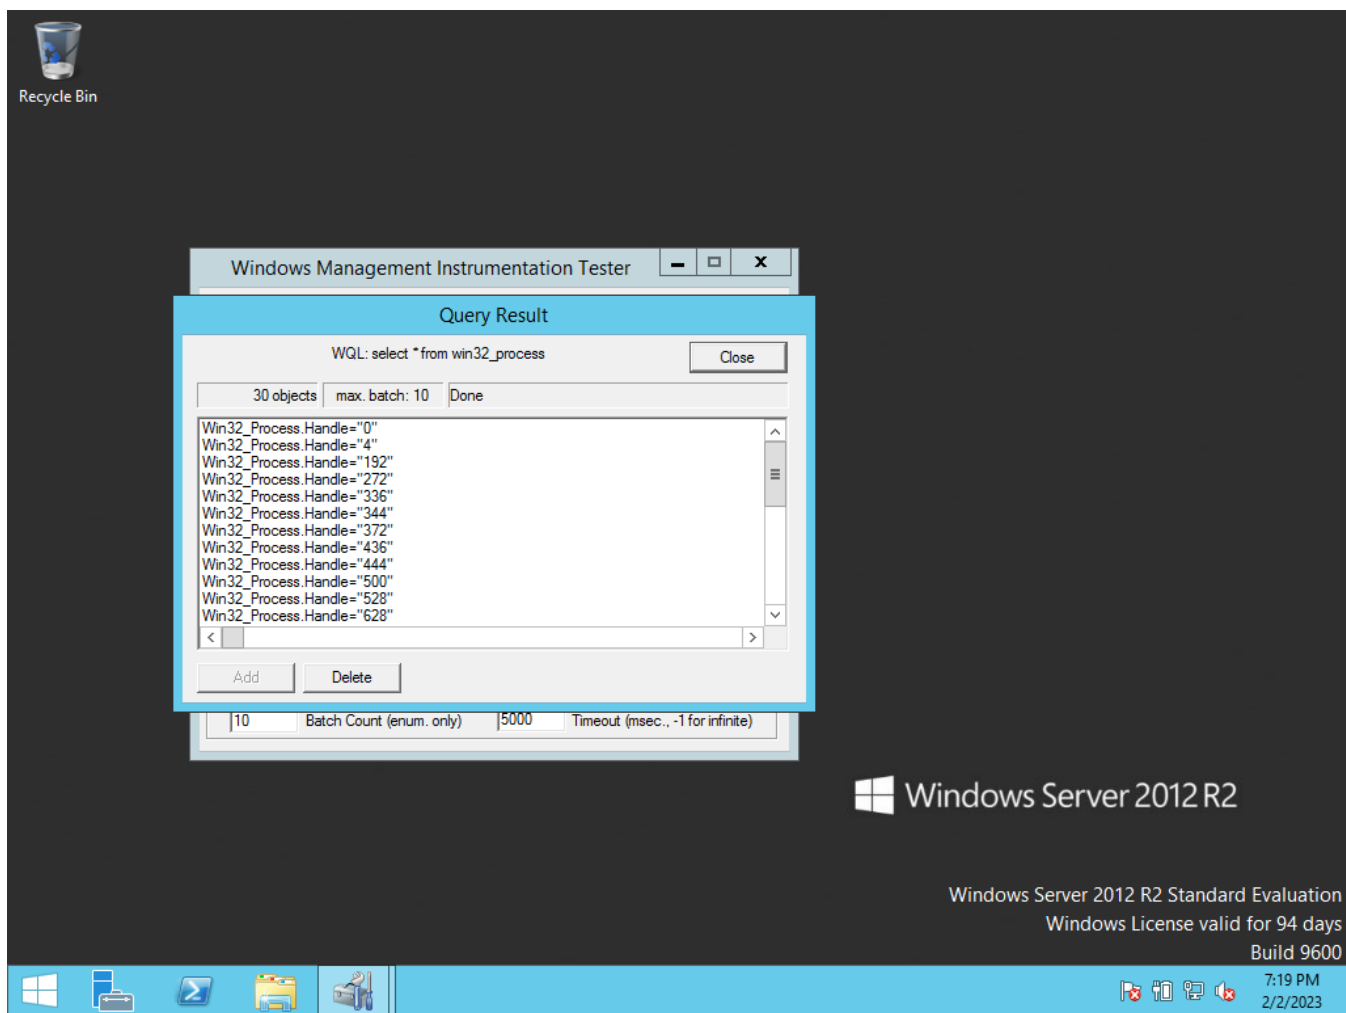 Recycle Bin
Windows Management Instrumentation Tester
Query Result
WQL: select * from win32_process
Close
30 objects
max. batch: 10
Done
Win32_Process.Handle="0"
Win32_Process.Handle="4"
Win32_Process.Handle="192"
Win32_Process.Handle="272"
Win32_Process.Handle="336"
Win32_Process.Handle="344"
Win32_Process.Handle="372"
Win32_Process.Handle="436"
Win32_Process.Handle="444"
Win32_Process.Handle="500"
Win32_Process.Handle="528"
Win32_Process.Handle="628"
Add
Delete
10 Batch Count (enum. only) 5000 Timeout (msec., -1 for infinite)
Windows Server 2012 R2
Windows Server 2012 R2 Standard Evaluation
Windows License valid for 94 days
Build 9600
7:19 PM
2/2/2023